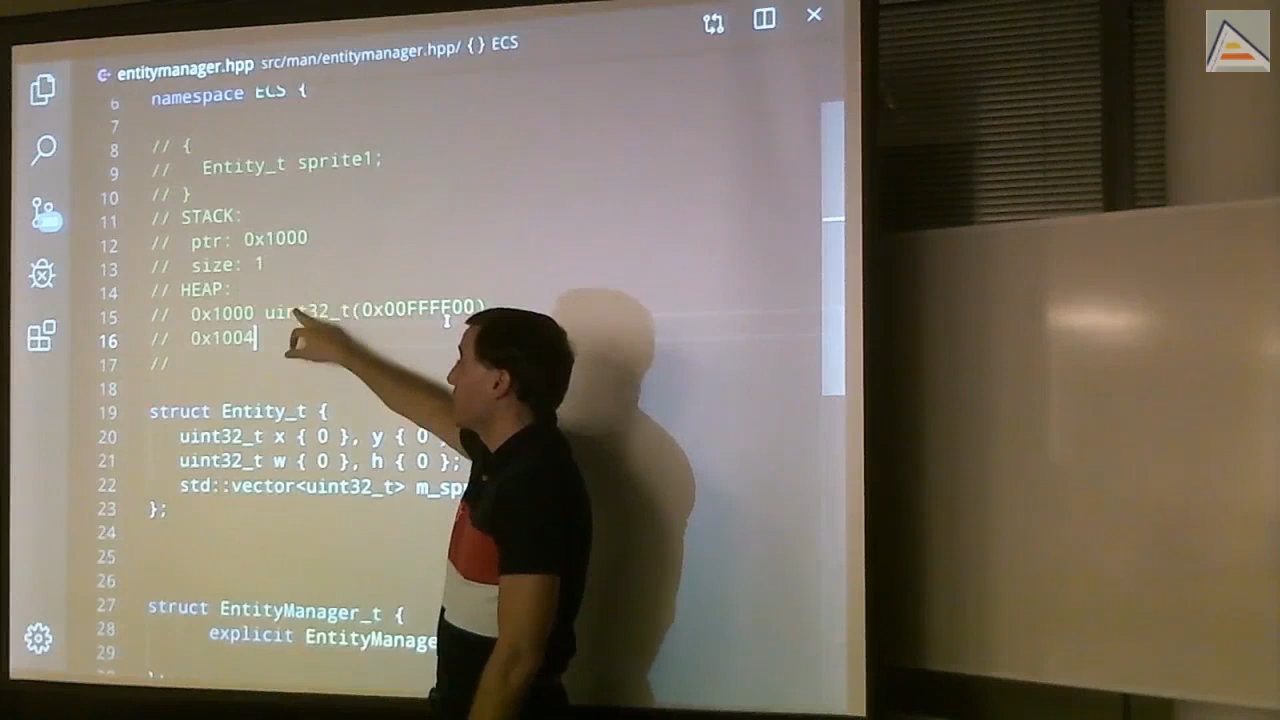 entitymanager.hpp src/man/entitymanager.hpp/ {} ECS
6 namespace ECS {
7
8 // {
9 // Entity_t sprite1;
10 // }
11 // STACK:
12 // ptr: 0x1000
13 // size: 1
14 // HEAP:
15 // 0x1000 uint32_t(0x00FFFF00)
16 // 0x1004
17 //
18
19 struct Entity_t {
20 uint32_t x { 0 }, y { 0
21 uint32_t w { 0 }, h { 0 };
22 std::vector<uint32_t> m_sp
23 };
24
25
26
27 struct EntityManager_t {
28 explicit EntityManage
29
};